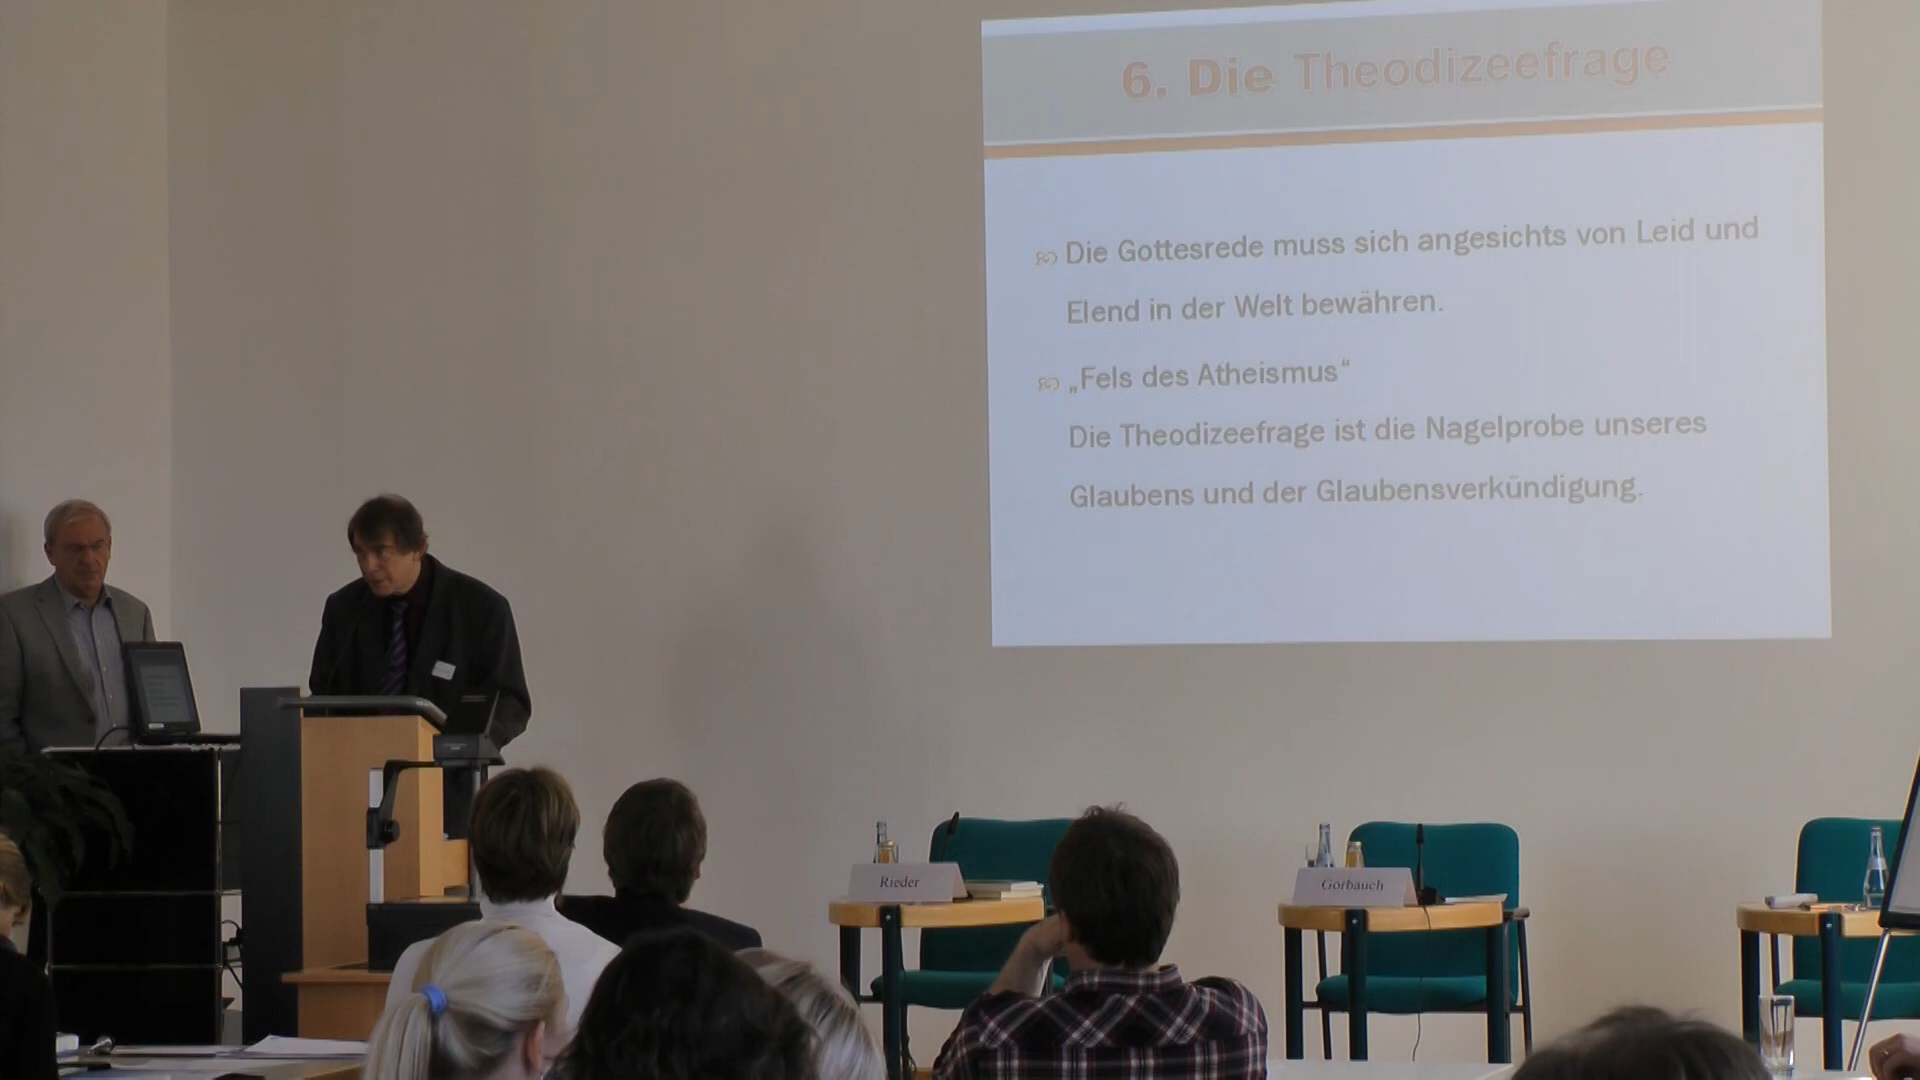 6. Die Theodizeefrage
Die Gottesrede muss sich angesichts von Leid und
Elend in der Welt bewähren.
„Fels des Atheismus“
Die Theodizeefrage ist die Nagelprobe unseres
Glaubens und der Glaubensverkündigung.
Rieder
Gorbauch